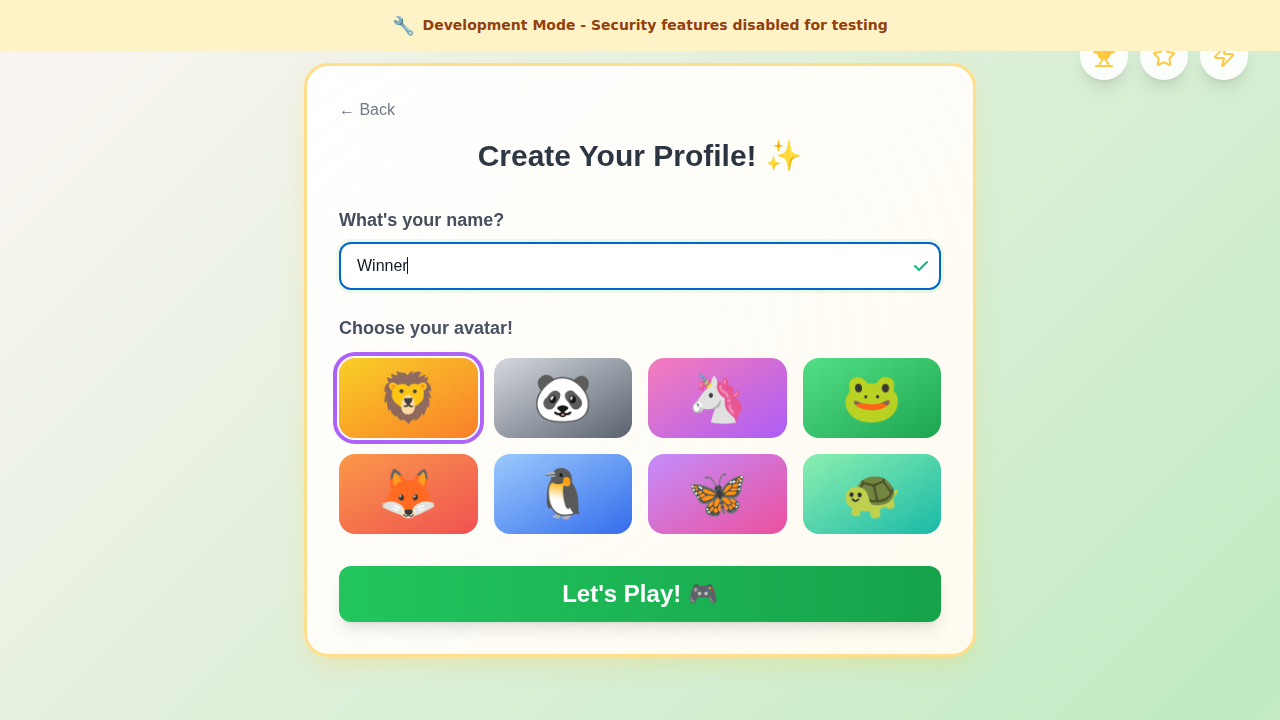 🔧 Development Mode - Security features disabled for testing
← Back
Create Your Profile! ✨
What's your name?
Winner
Choose your avatar!
Let's Play! 🎮